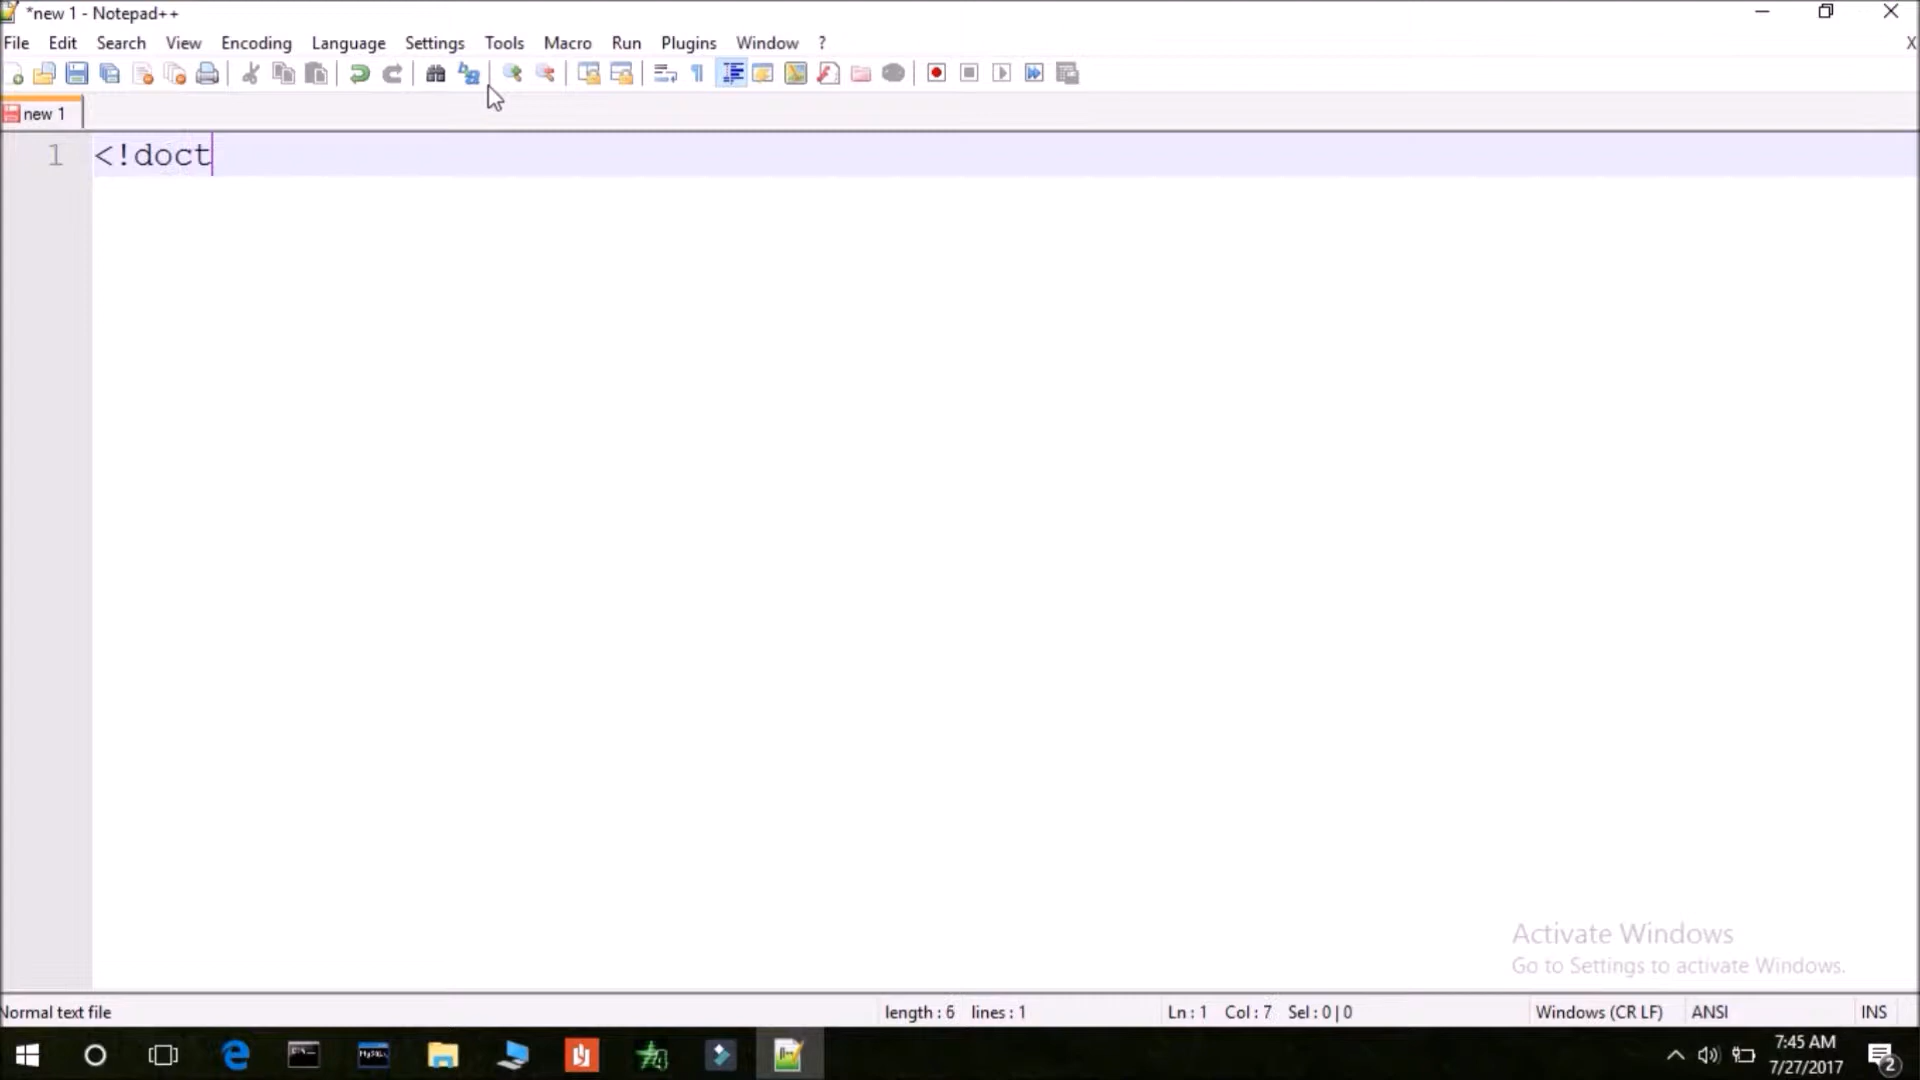 *new 1 - Notepad++
File Edit Search View Encoding Language Settings Tools Macro Run Plugins Window ? X
new 1
1 <!doct
Activate Windows
Go to Settings to activate Windows.
Normal text file length : 6 lines : 1 Ln : 1 Col : 7 Sel : 0 | 0 Windows (CR LF) ANSI INS
7:45 AM
7/27/2017
2